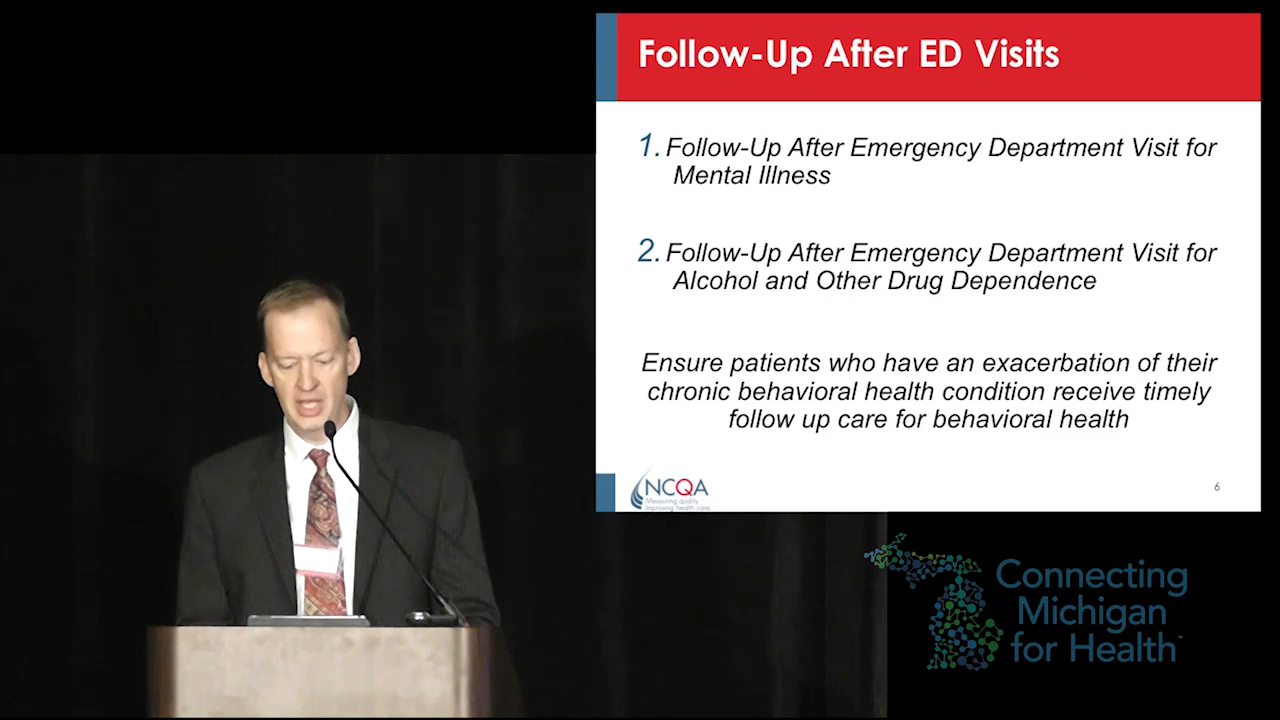 Follow-Up After ED Visits
1. Follow-Up After Emergency Department Visit for
Mental Illness
2. Follow-Up After Emergency Department Visit for
Alcohol and Other Drug Dependence
Ensure patients who have an exacerbation of their
chronic behavioral health condition receive timely
follow up care for behavioral health
NCQA
Measuring quality.
Improving health care.
6
Connecting
Michigan
for Health™